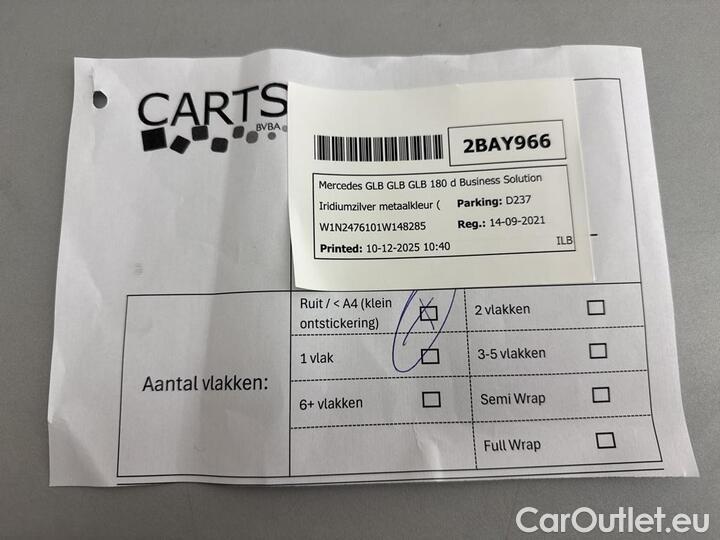 CARTS
BVBA
2BAY966
Mercedes GLB GLB GLB 180 d Business Solution
Iridiumzilver metaalkleur ( Parking: D237
W1N2476101W148285 Reg.: 14-09-2021
Printed: 10-12-2025 10:40 ILB
Aantal vlakken:
Ruit / < A4 (klein
ontstickering)
2 vlakken
1 vlak
3-5 vlakken
6+ vlakken
Semi Wrap
Full Wrap
CarOutlet.eu